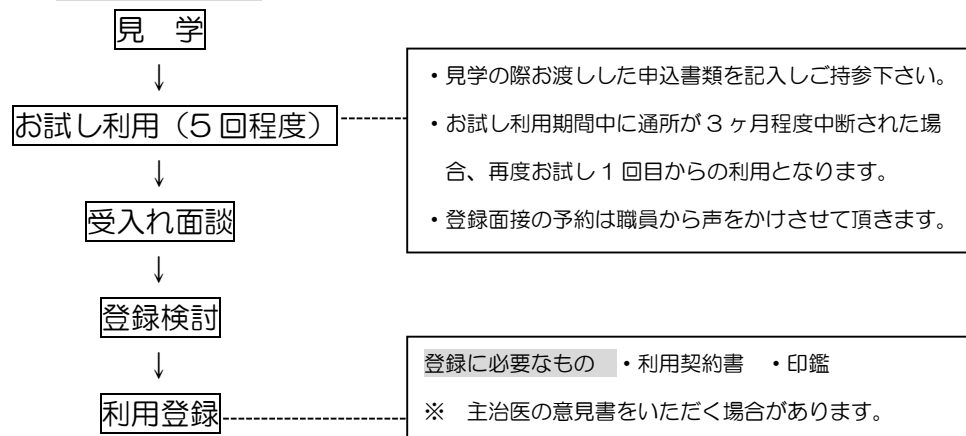 見　学
↓
お試し利用（5 回程度）
・見学の際お渡しした申込書類を記入しご持参下さい。
・お試し利用期間中に通所が 3 ヶ月程度中断された場
合、再度お試し 1 回目からの利用となります。
・登録面接の予約は職員から声をかけさせて頂きます。
↓
受入れ面談
↓
登録検討
↓
利用登録
登録に必要なもの　・利用契約書　・印鑑
※　主治医の意見書をいただく場合があります。